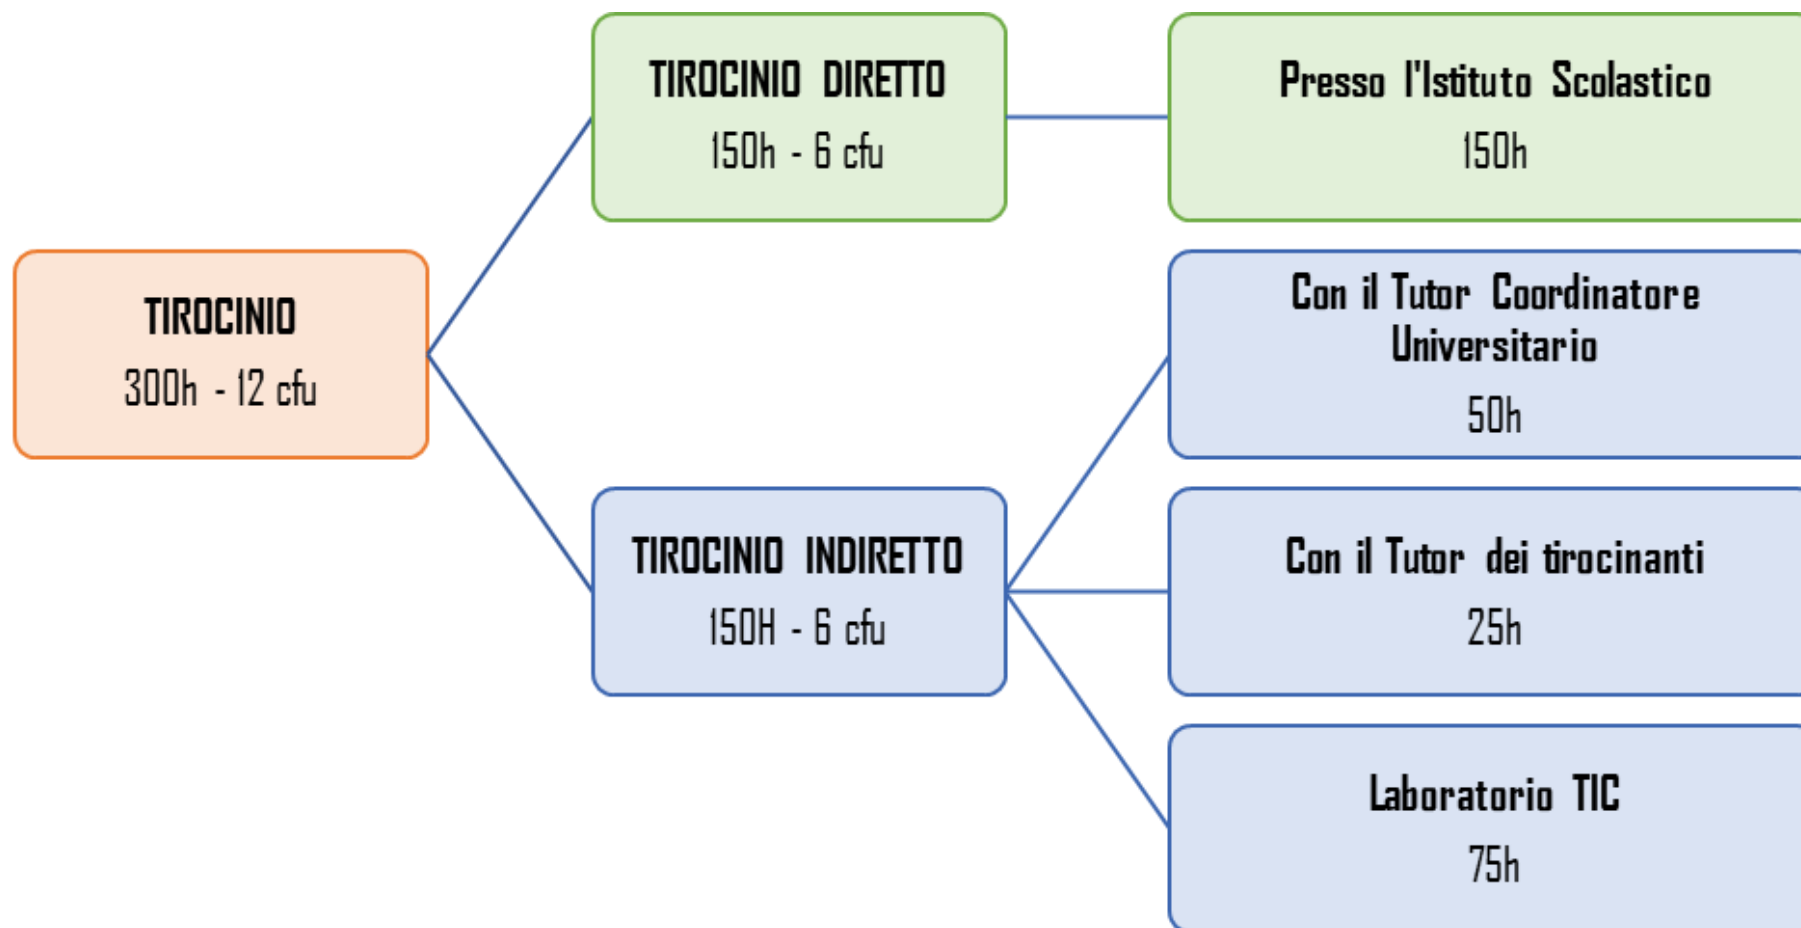 TIROCINIO
300h - 12 cfu
TIROCINIO DIRETTO
150h - 6 cfu
Presso l'Istituto Scolastico
150h
TIROCINIO INDIRETTO
150H - 6 cfu
Con il Tutor Coordinatore
Universitario
50h
Con il Tutor dei tirocinanti
25h
Laboratorio TIC
75h